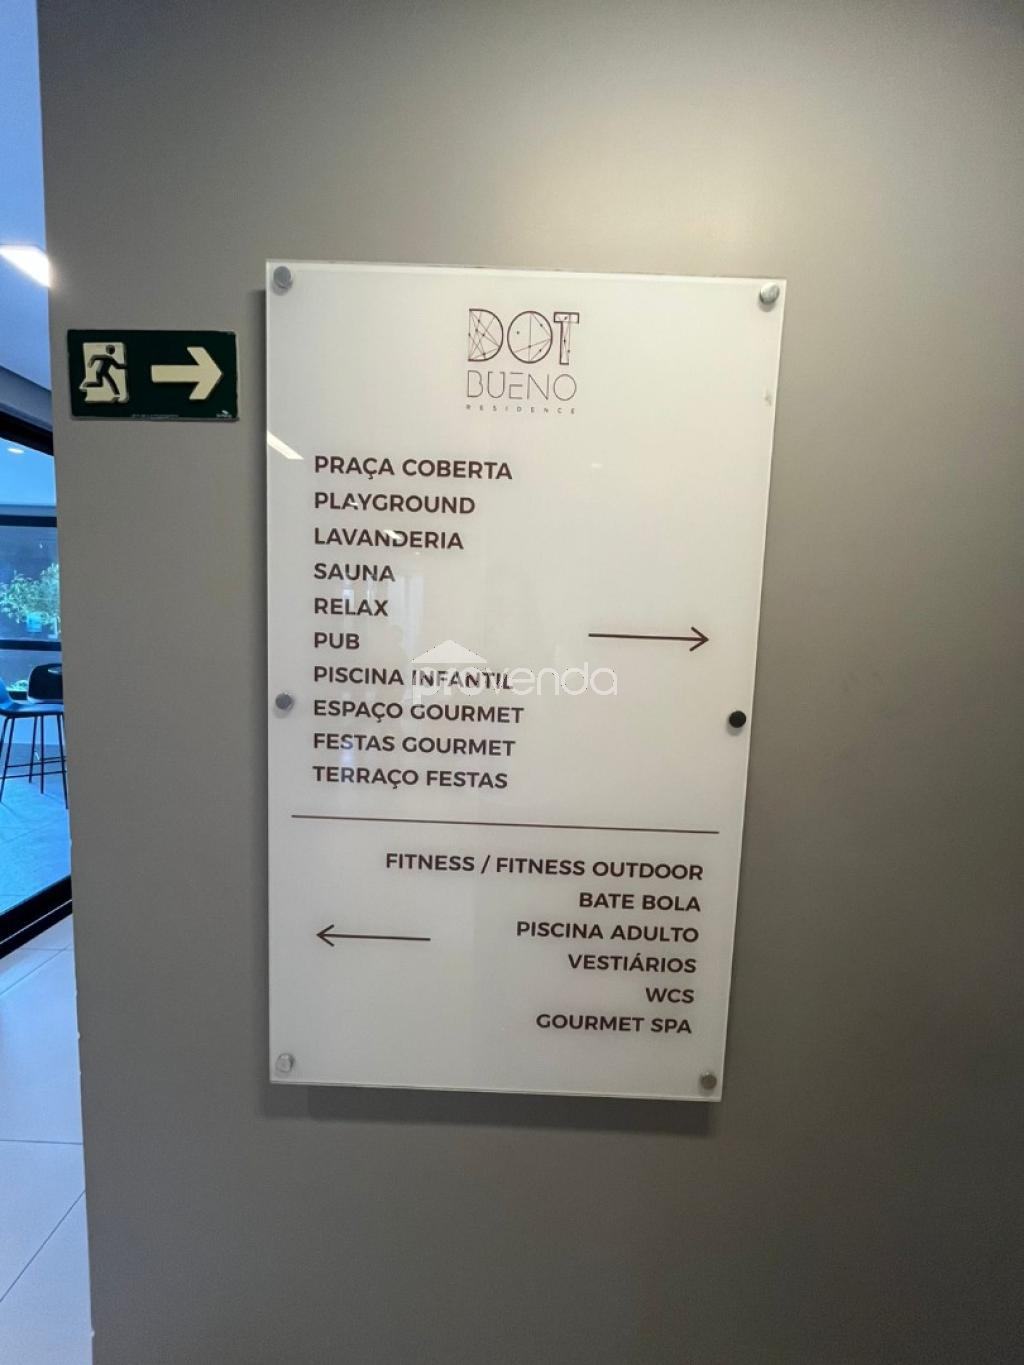 DOT
BUENO
RESIDENCE
PRAÇA COBERTA
PLAYGROUND
LAVANDERIA
SAUNA
RELAX
PUB
PISCINA INFANTIL
provenda
ESPAÇO GOURMET
FESTAS GOURMET
TERRAÇO FESTAS
FITNESS / FITNESS OUTDOOR
BATE BOLA
PISCINA ADULTO
VESTIÁRIOS
WCS
GOURMET SPA